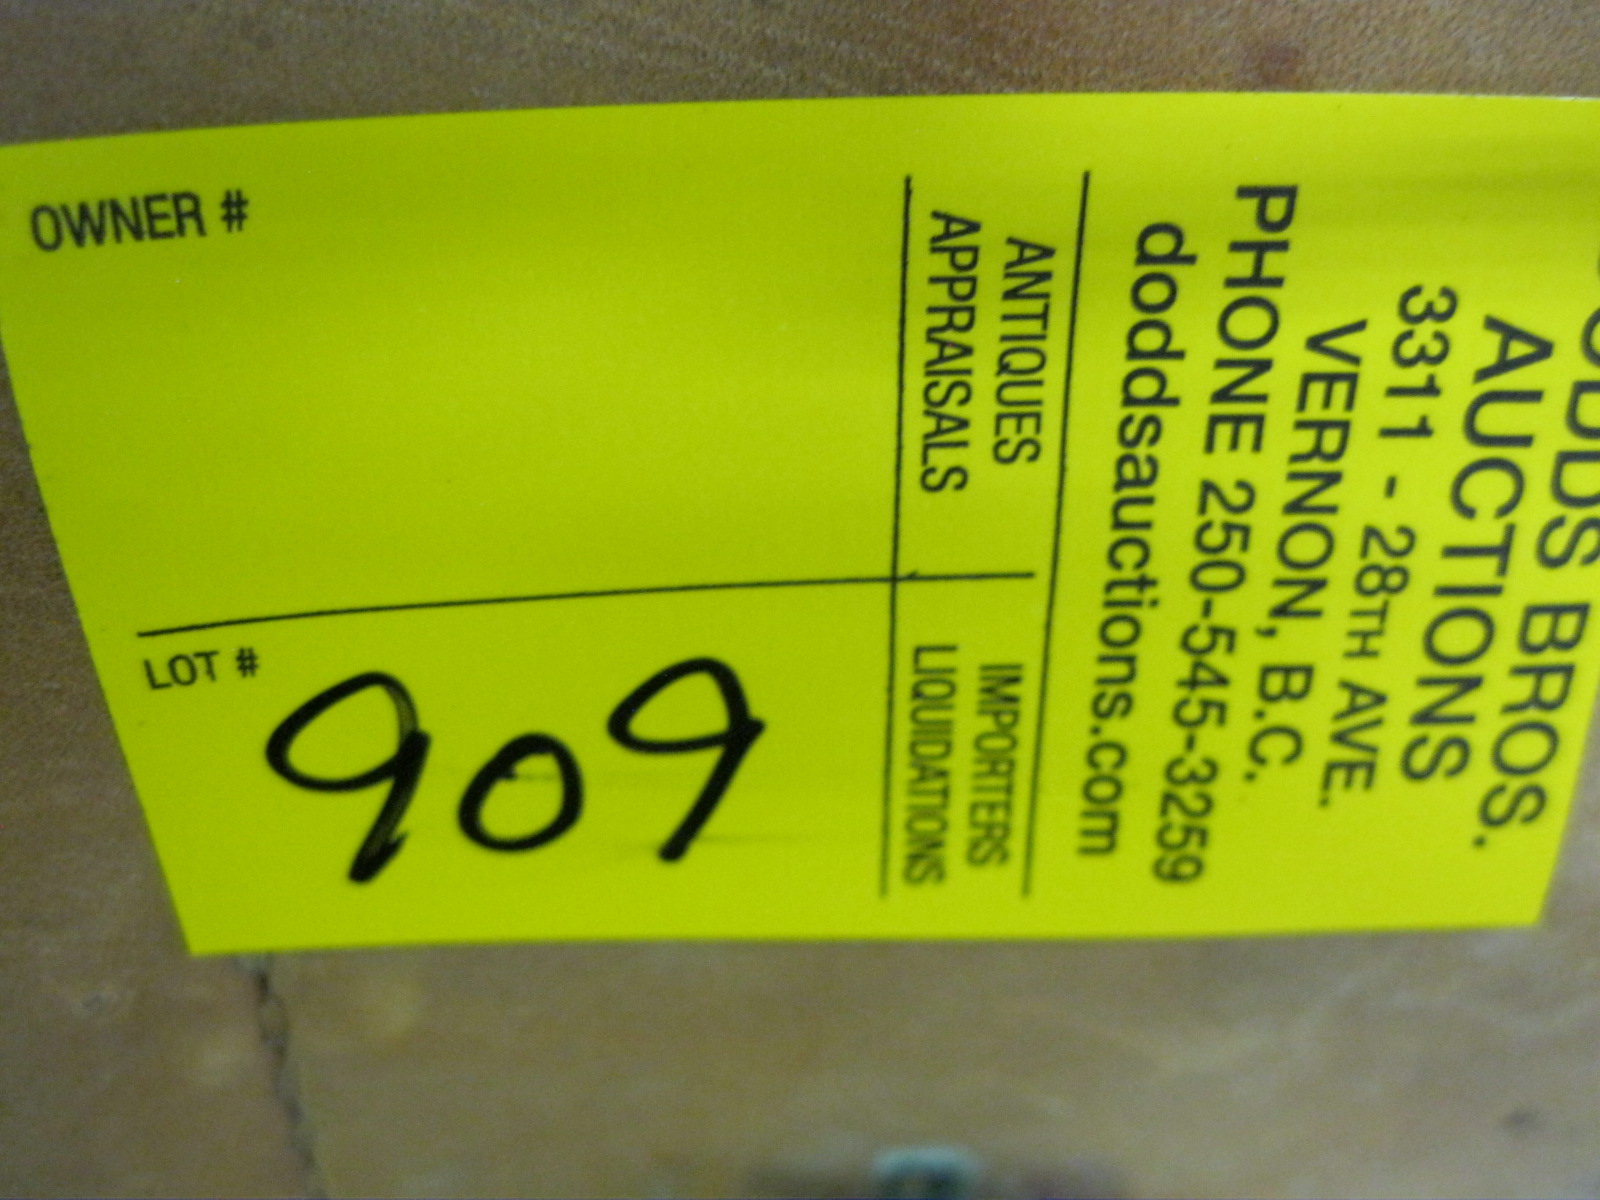 DODDS BROS.
AUCTIONS
3311 - 28TH AVE.
VERNON, B.C.
PHONE 250-545-3259
doddsauctions.com
ANTIQUES
APPRAISALS
IMPORTERS
LIQUIDATIONS
OWNER #
LOT #
909